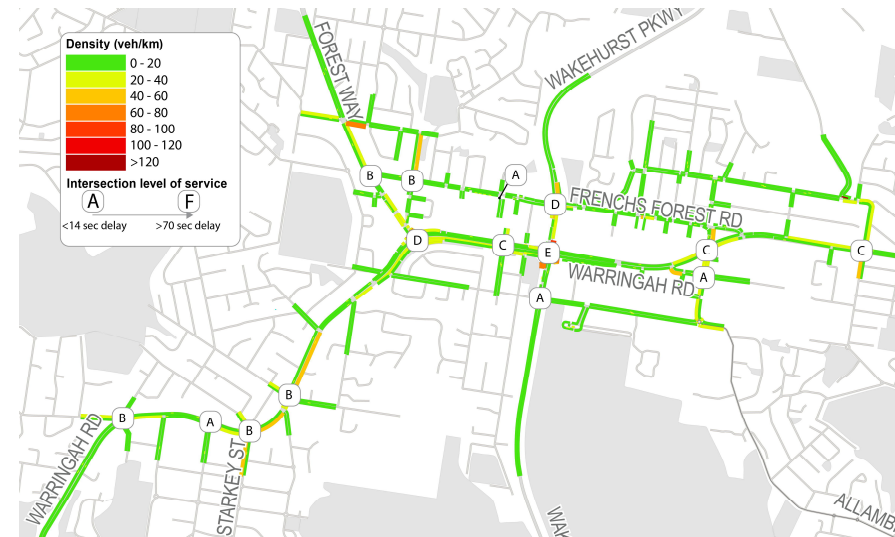 Density (veh/km)
0 - 20
20 - 40
40 - 60
60 - 80
80 - 100
100 - 120
>120
Intersection level of service
A
F
<14 sec delay
>70 sec delay
FOREST WAY
WAKEHURST PKWY
B
B
A
D
FRENCHS FOREST RD
D
C
E
C
C
WARRINGAH RD
A
A
B
B
A
B
WARRINGAH RD
STARKEY ST
WAK
ALLAMB